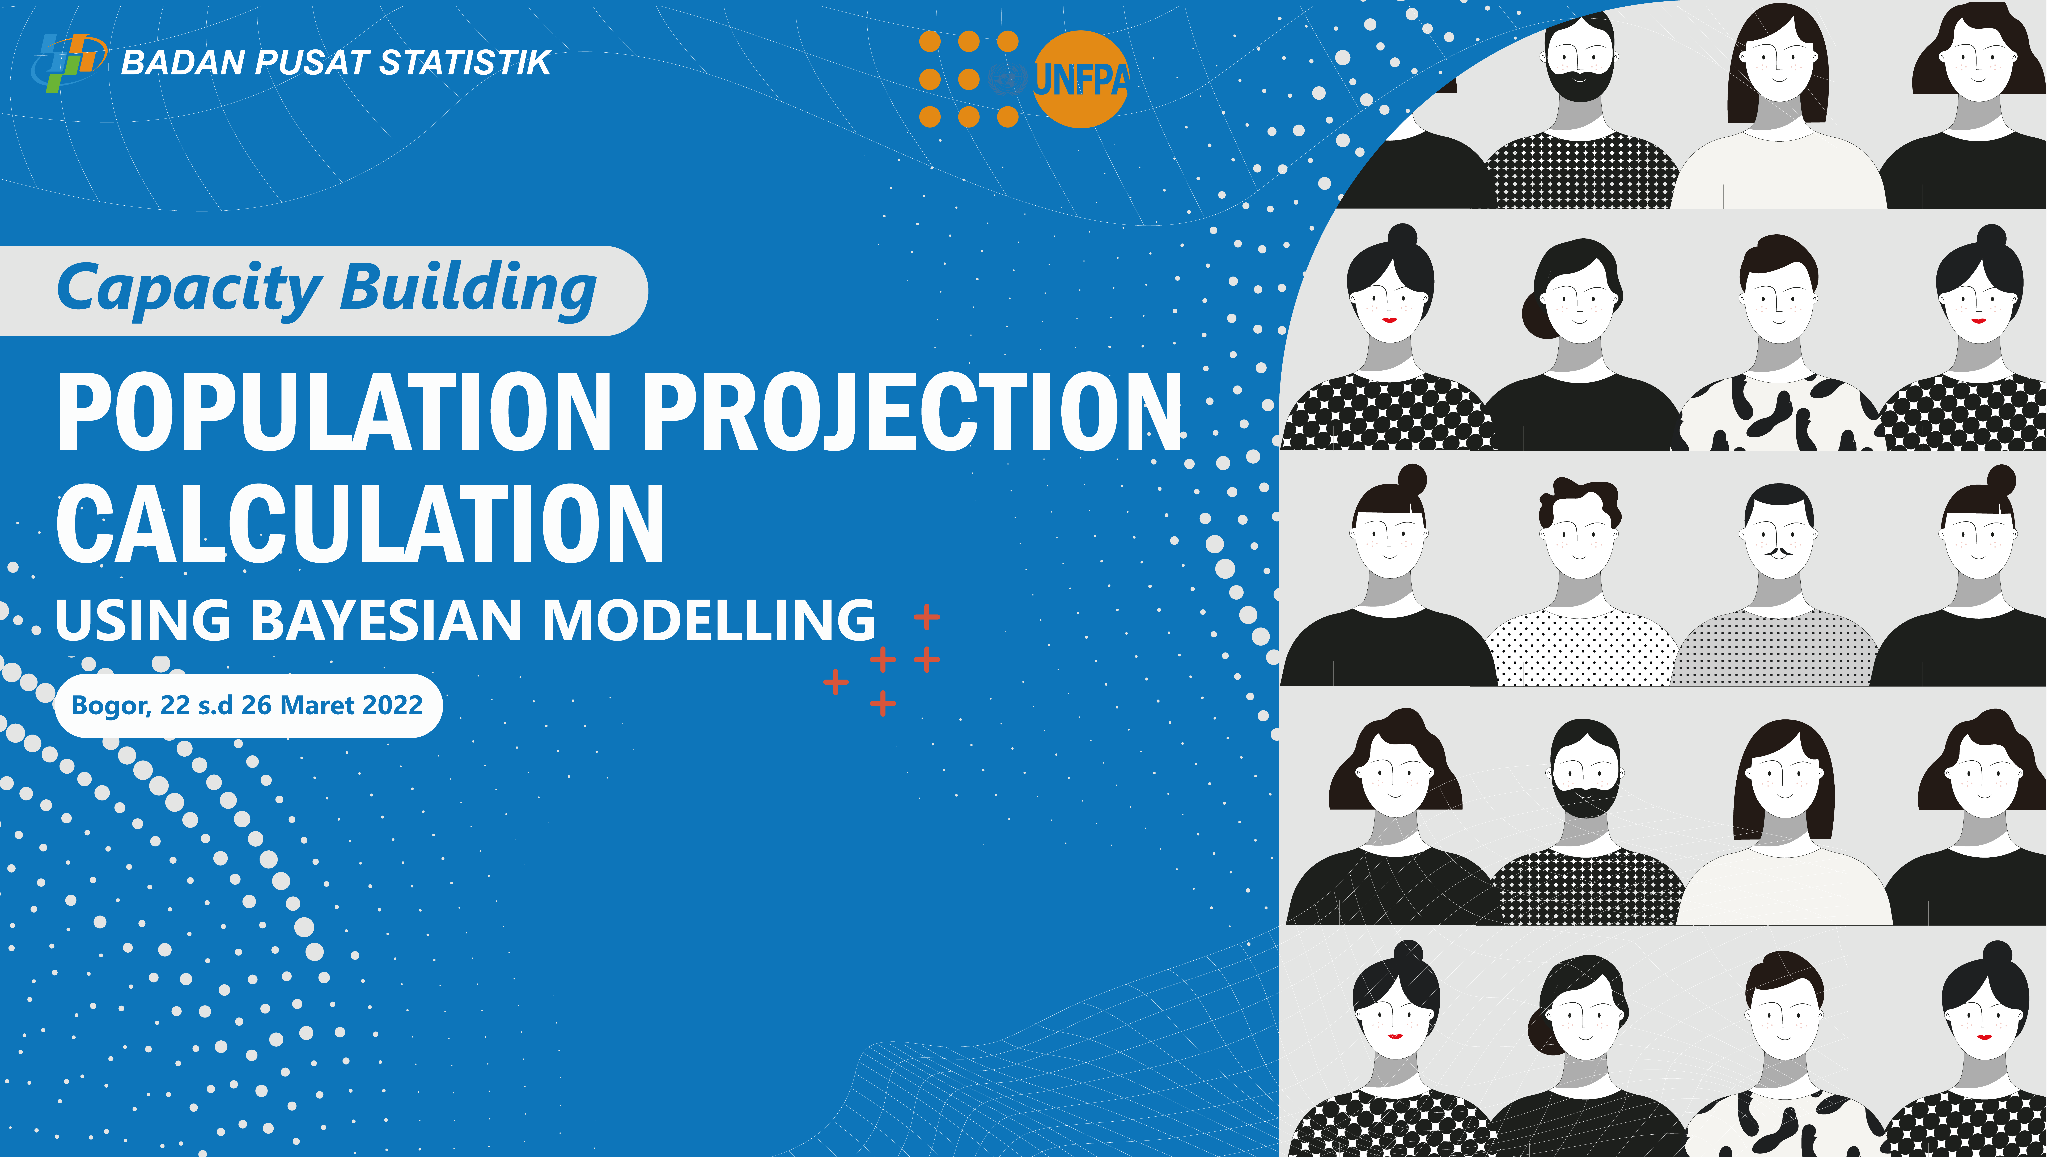 BADAN PUSAT STATISTIK
UNFPA
Capacity Building
POPULATION PROJECTION
CALCULATION
USING BAYESIAN MODELLING
Bogor, 22 s.d 26 Maret 2022